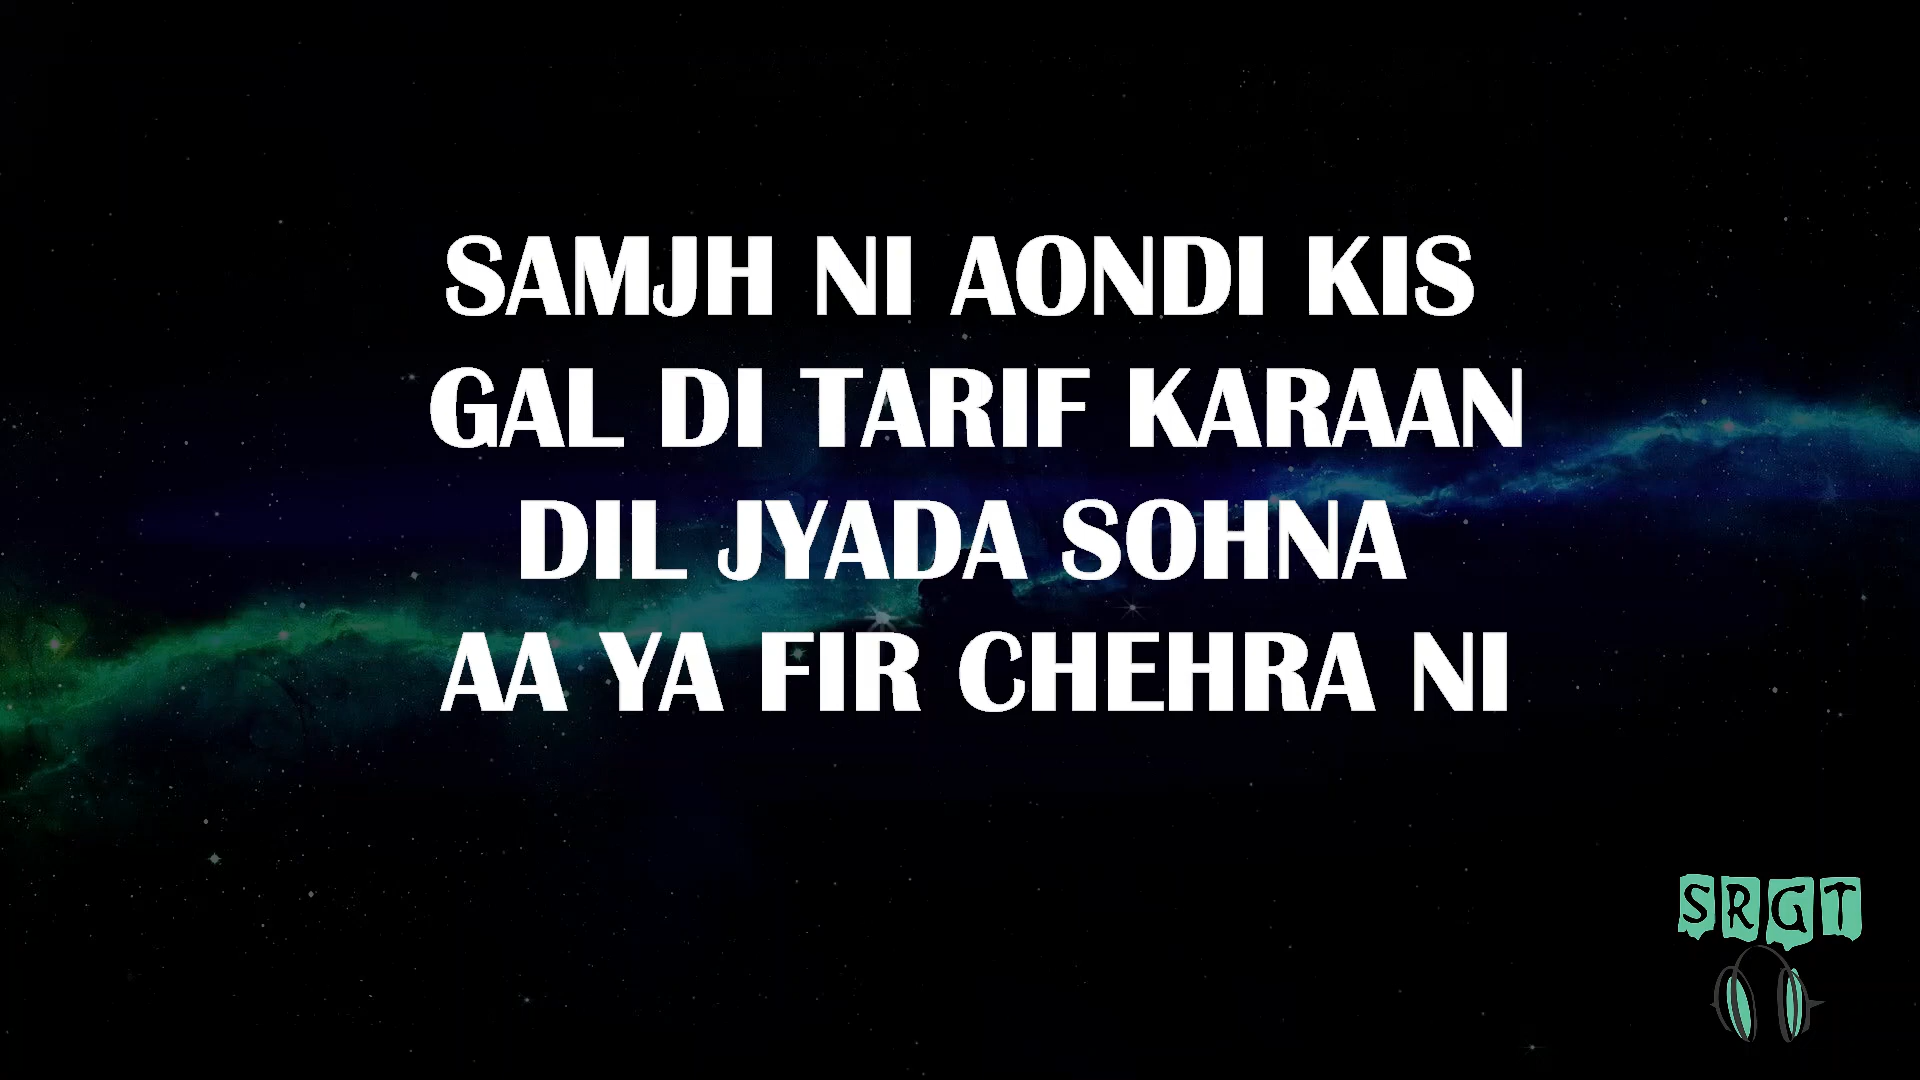 SAMJH NI AONDI KIS
GAL DI TARIF KARAAN
DIL JYADA SOHNA
AA YA FIR CHEHRA NI
SRGT